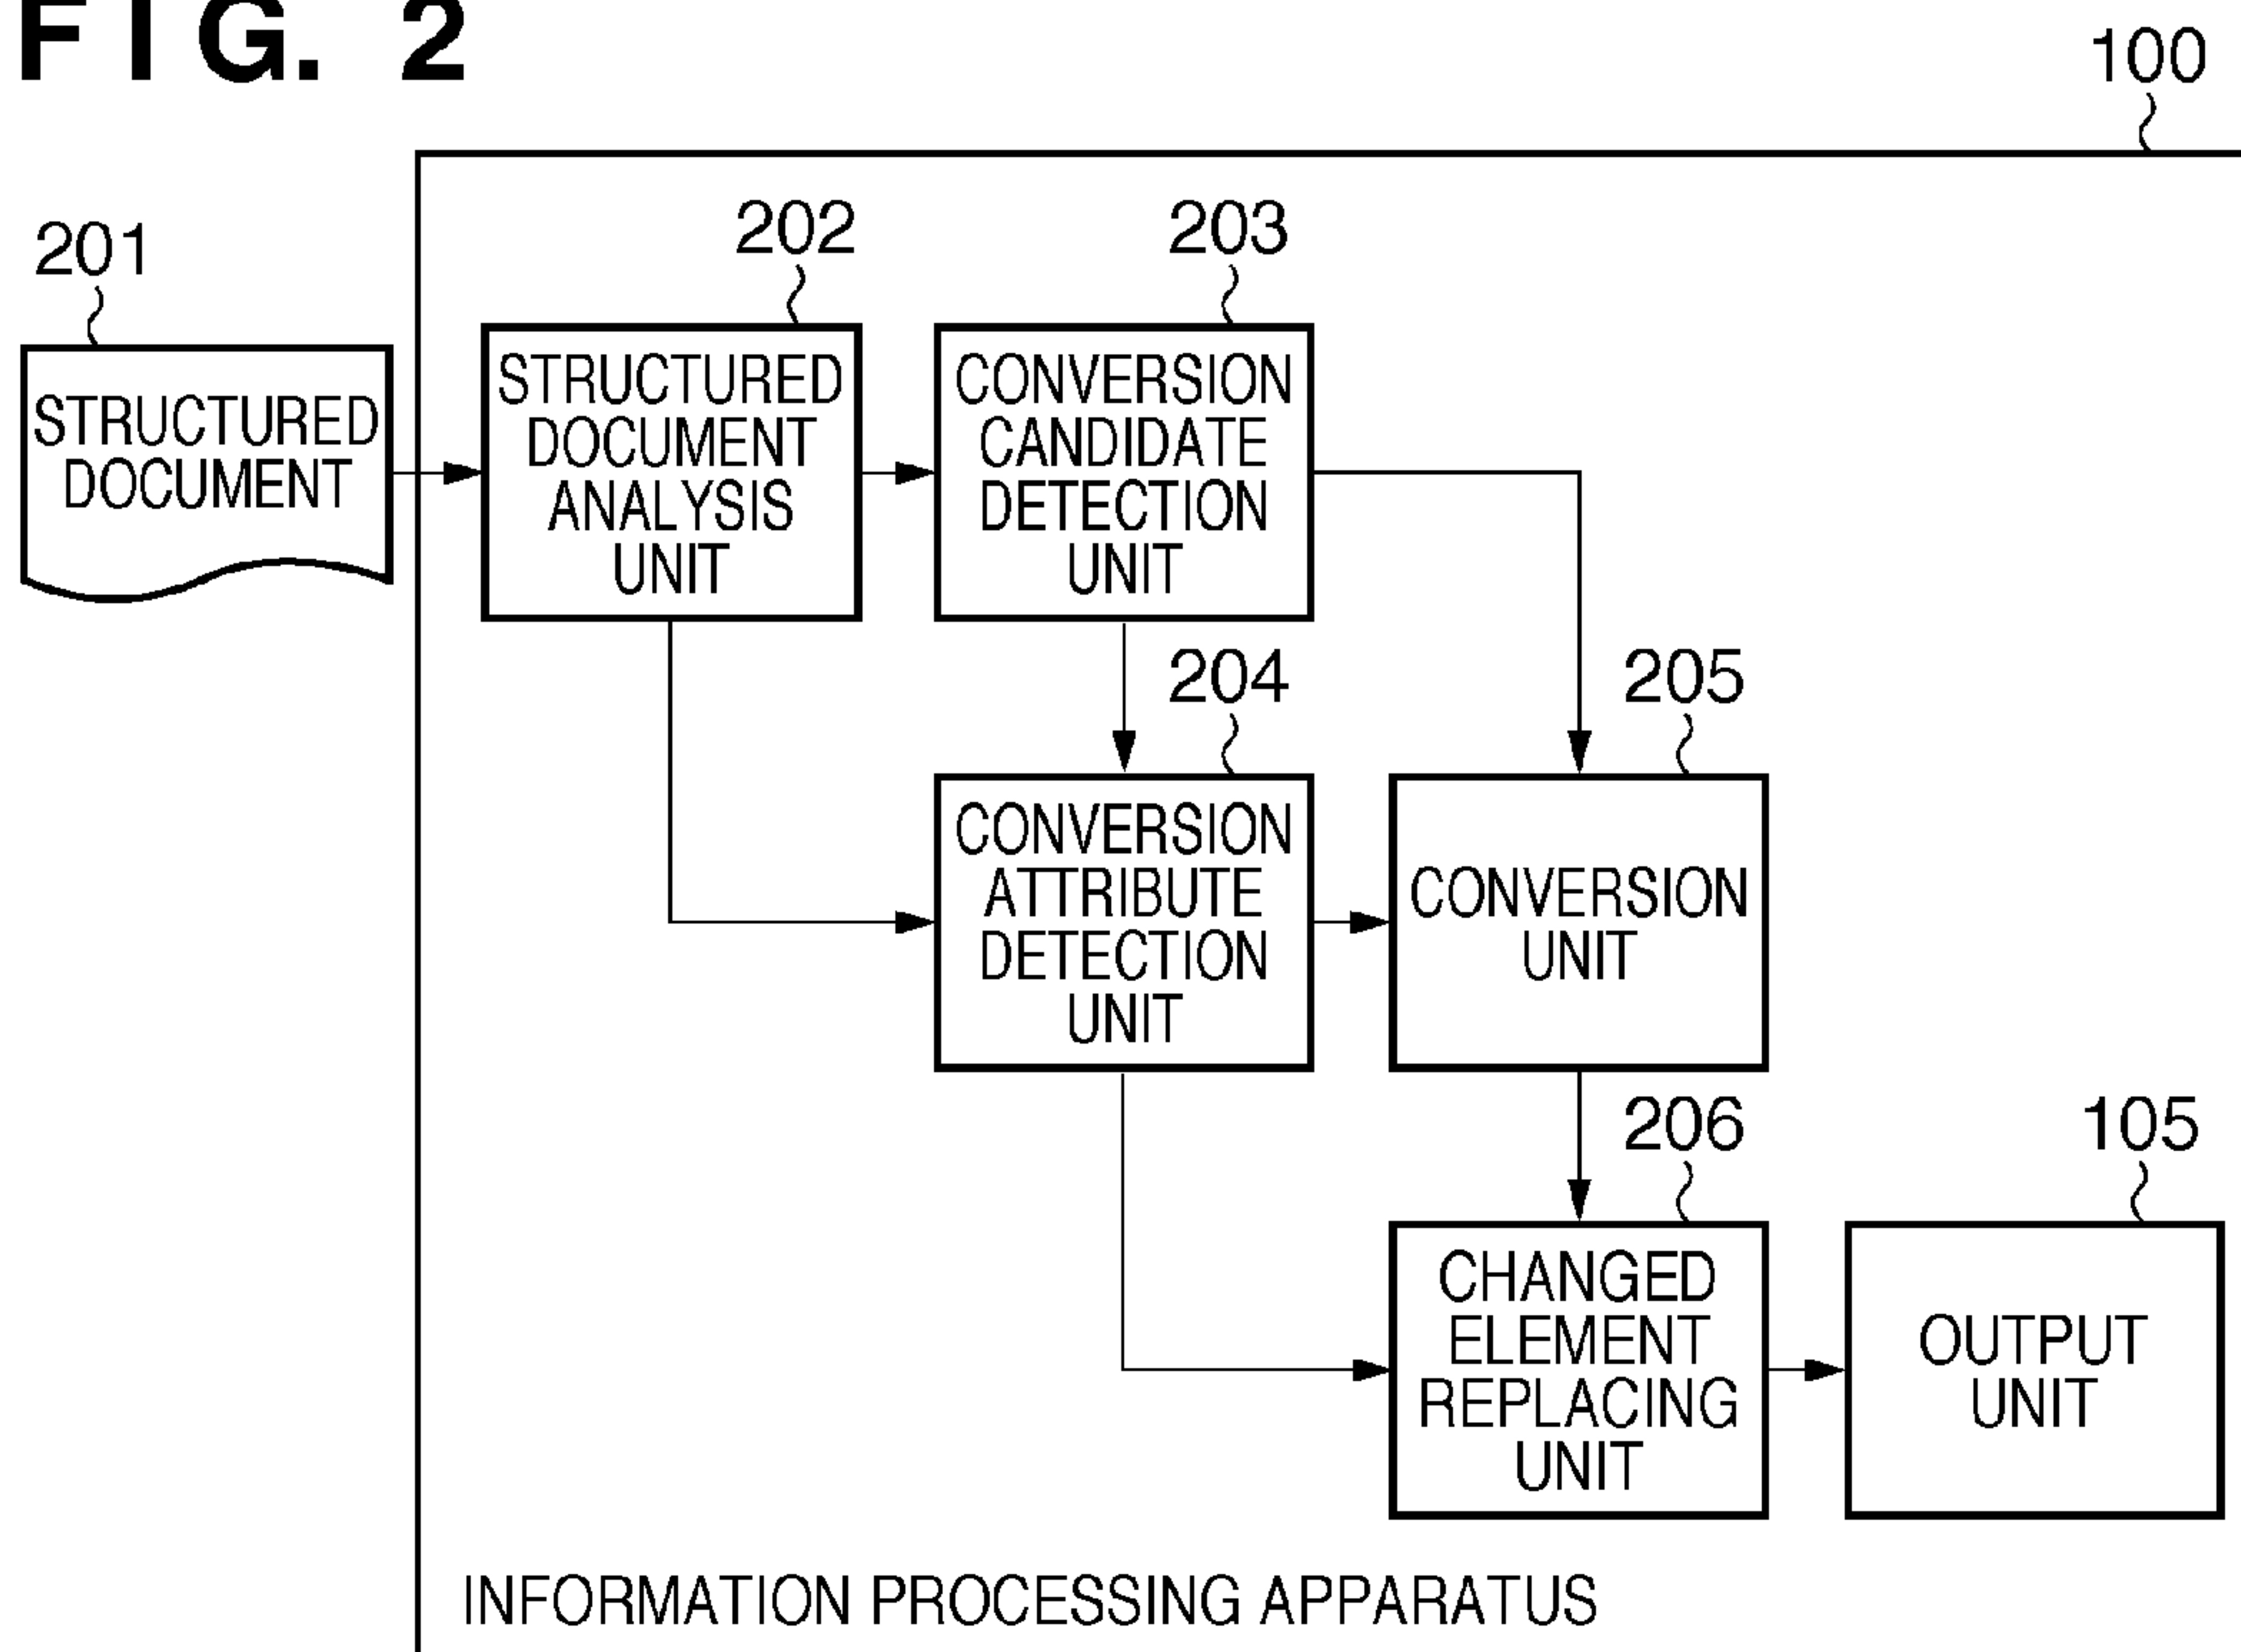 FIG. 2
100
201
202
203
STRUCTURED
DOCUMENT
STRUCTURED
DOCUMENT
ANALYSIS
UNIT
CONVERSION
CANDIDATE
DETECTION
UNIT
204
205
CONVERSION
ATTRIBUTE
DETECTION
UNIT
CONVERSION
UNIT
206
105
CHANGED
ELEMENT
REPLACING
UNIT
OUTPUT
UNIT
INFORMATION PROCESSING APPARATUS